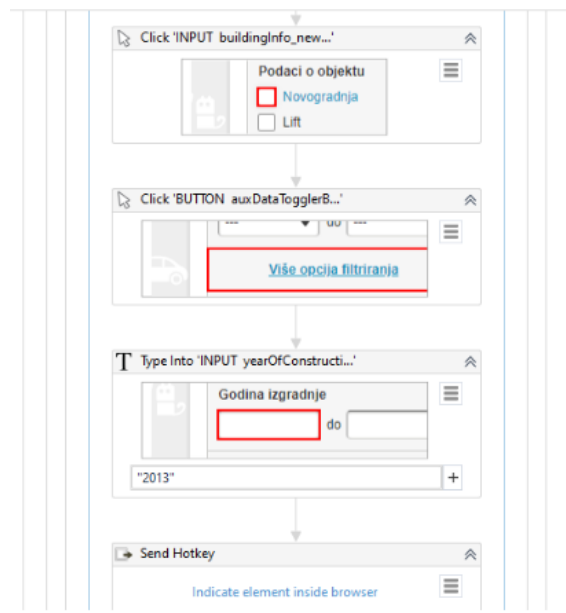 Click 'INPUT buildingInfo_new...'
Podaci o objektu
Novogradnja
Lift
Click 'BUTTON auxDataTogglerB...'
--- do ---
Više opcija filtriranja
T Type Into 'INPUT yearOfConstructi...'
Godina izgradnje
do
"2013" +
Send Hotkey
Indicate element inside browser